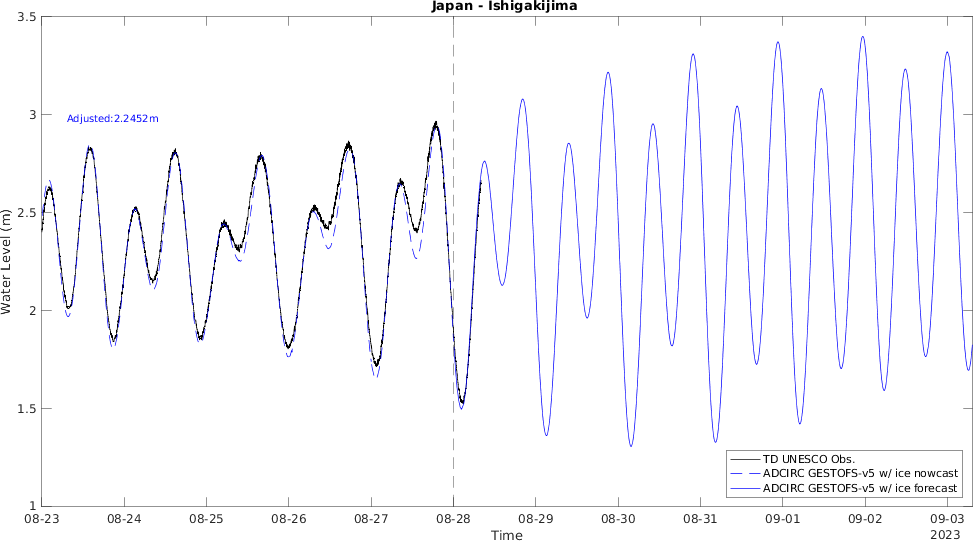 Japan - Ishigakijima
3.5
3
2.5
2
1.5
1
Water Level (m)
Adjusted:2.2452m
TD UNESCO Obs.
ADCIRC GESTOFS-v5 w/ ice nowcast
ADCIRC GESTOFS-v5 w/ ice forecast
08-23 08-24 08-25 08-26 08-27 08-28 08-29 08-30 08-31 09-01 09-02 09-03
Time
2023